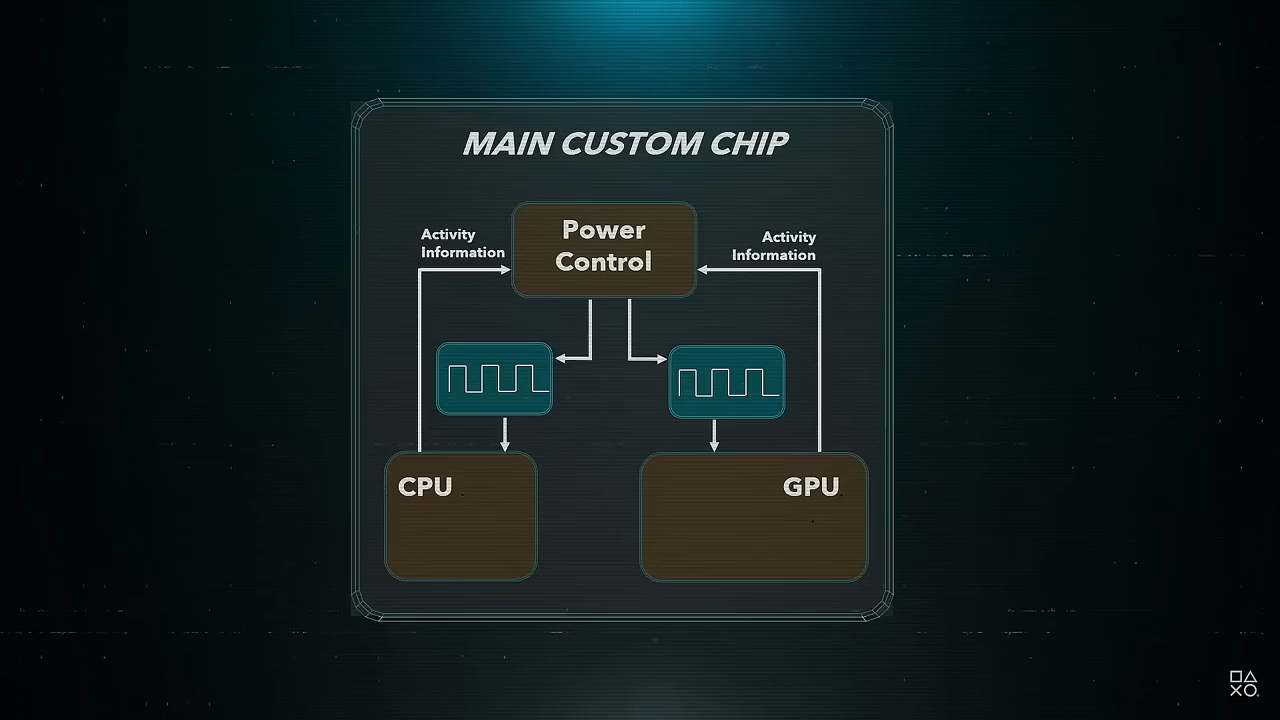 MAIN CUSTOM CHIP
Activity
Information
Power
Control
Activity
Information
CPU
GPU